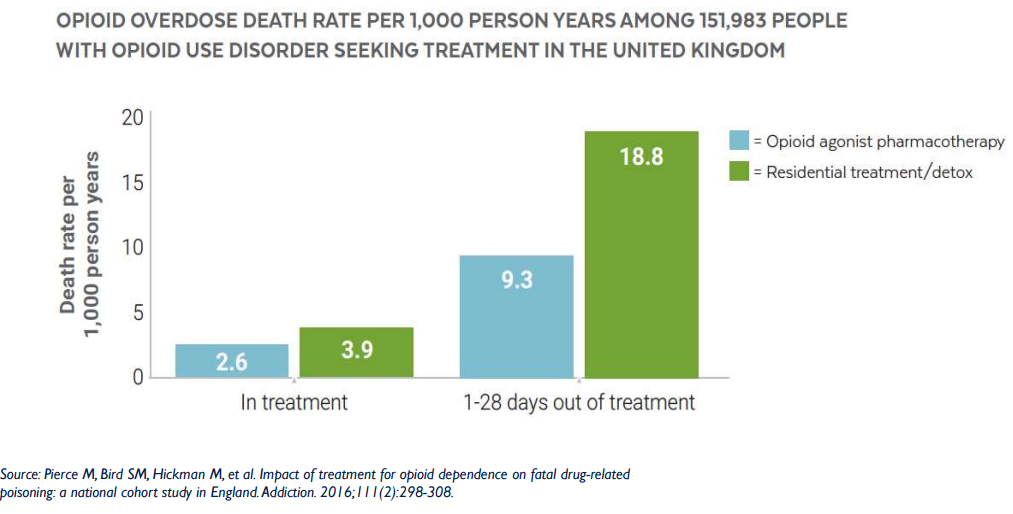 OPIOID OVERDOSE DEATH RATE PER 1,000 PERSON YEARS AMONG 151,983 PEOPLE
WITH OPIOID USE DISORDER SEEKING TREATMENT IN THE UNITED KINGDOM
Death rate per
1,000 person years
20
15
10
5
0
2.6
3.9
9.3
18.8
In treatment
1-28 days out of treatment
= Opioid agonist pharmacotherapy
= Residential treatment/detox
Source: Pierce M, Bird SM, Hickman M, et al. Impact of treatment for opioid dependence on fatal drug-related
poisoning: a national cohort study in England. Addiction. 2016;111(2):298-308.